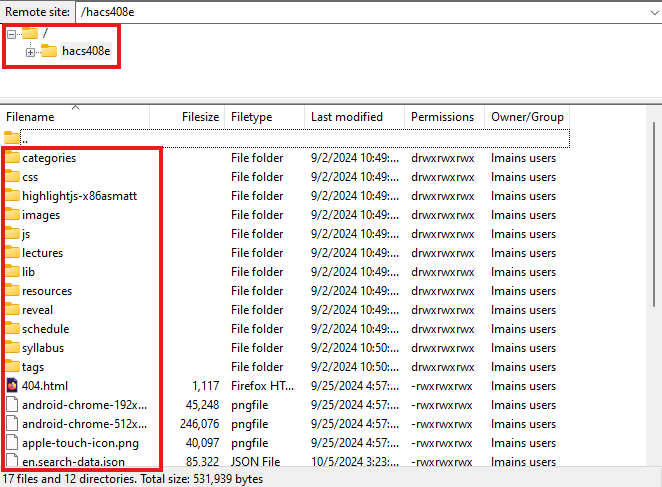 Remote site: /hacs408e
/
hacs408e
Filename Filesize Filetype Last modified Permissions Owner/Group
..
categories File folder 9/2/2024 10:49:... drwxrwxrwx lmains users
css File folder 9/2/2024 10:49:... drwxrwxrwx lmains users
highlightjs-x86asmatt File folder 9/2/2024 10:49:... drwxrwxrwx lmains users
images File folder 9/2/2024 10:49:... drwxrwxrwx lmains users
js File folder 9/2/2024 10:49:... drwxrwxrwx lmains users
lectures File folder 9/2/2024 10:49:... drwxrwxrwx lmains users
lib File folder 9/2/2024 10:49:... drwxrwxrwx lmains users
resources File folder 9/2/2024 10:49:... drwxrwxrwx lmains users
reveal File folder 9/2/2024 10:49:... drwxrwxrwx lmains users
schedule File folder 9/2/2024 10:49:... drwxrwxrwx lmains users
syllabus File folder 9/2/2024 10:50:... drwxrwxrwx lmains users
tags File folder 9/2/2024 10:50:... drwxrwxrwx lmains users
404.html 1,117 Firefox HT... 9/25/2024 4:57:... -rwxrwxrwx lmains users
android-chrome-192x... 45,248 pngfile 9/25/2024 4:57:... -rwxrwxrwx lmains users
android-chrome-512x... 246,076 pngfile 9/25/2024 4:57:... -rwxrwxrwx lmains users
apple-touch-icon.png 40,097 pngfile 9/25/2024 4:57:... -rwxrwxrwx lmains users
en.search-data.json 85,322 JSON File 10/5/2024 3:23:... -rwxrwxrwx lmains users
17 files and 12 directories. Total size: 531,939 bytes